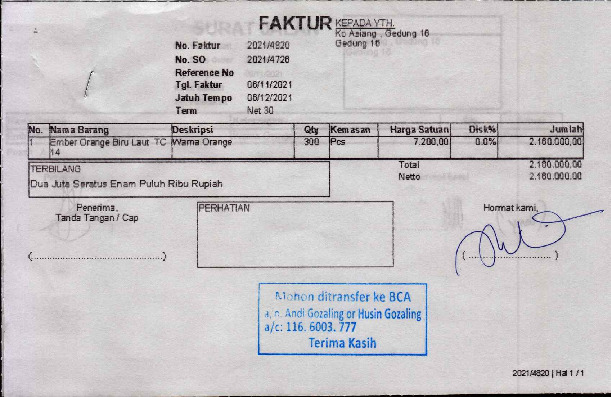 FAKTUR
KEPADA YTH.
Ko Asiang , Gedung 16
Gedung 16
No. Faktur 2021/4820
No. SO 2021/4726
Reference No
Tgl. Faktur 06/11/2021
Jatuh Tempo 06/12/2021
Term Net 30
No. Nama Barang Deskripsi Qty Kemasan Harga Satuan Disk% Jumlah
1 Ember Orange Biru Laut TC Warna Orange 300 Pcs 7.200,00 0.0% 2.160.000,00
14
Total 2.160.000,00
Netto 2.160.000,00
TERBILANG
Dua Juta Seratus Enam Puluh Ribu Rupiah
Penerima,
Tanda Tangan / Cap
PERHATIAN
Hormat kami,
(................................................)
(................................)
Mohon ditransfer ke BCA
a. n. Andi Gozaling or Husin Gozaling
a/c: 116. 6003. 777
Terima Kasih
2021/4820 | Hal 1 / 1